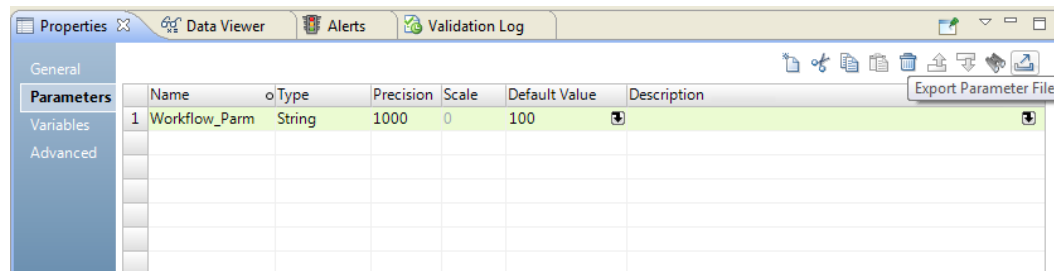 Properties Data Viewer Alerts Validation Log
General
Parameters
Variables
Advanced
Export Parameter File
Name o Type Precision Scale Default Value Description
1 Workflow_Parm String 1000 0 100